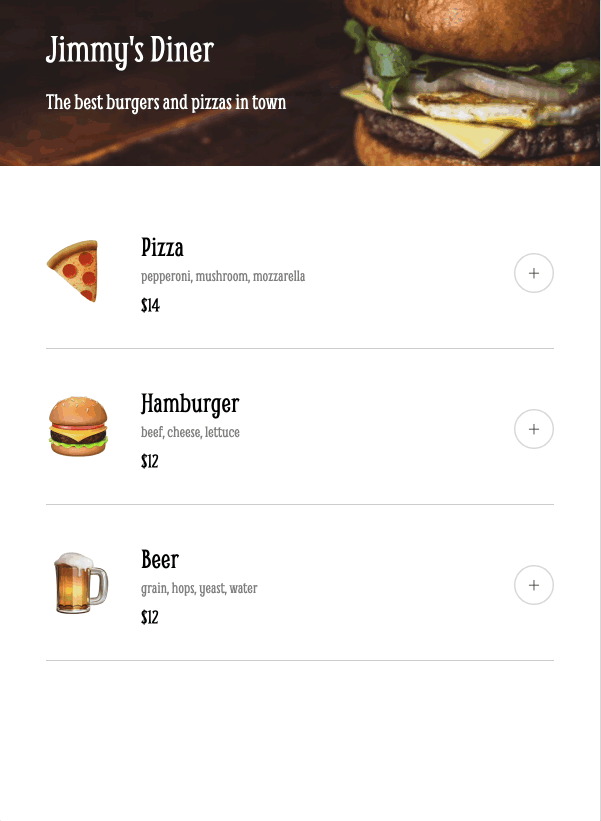 Jimmy's Diner
The best burgers and pizzas in town
Pizza
pepperoni, mushroom, mozzarella
$14
+
Hamburger
beef, cheese, lettuce
$12
+
Beer
grain, hops, yeast, water
$12
+